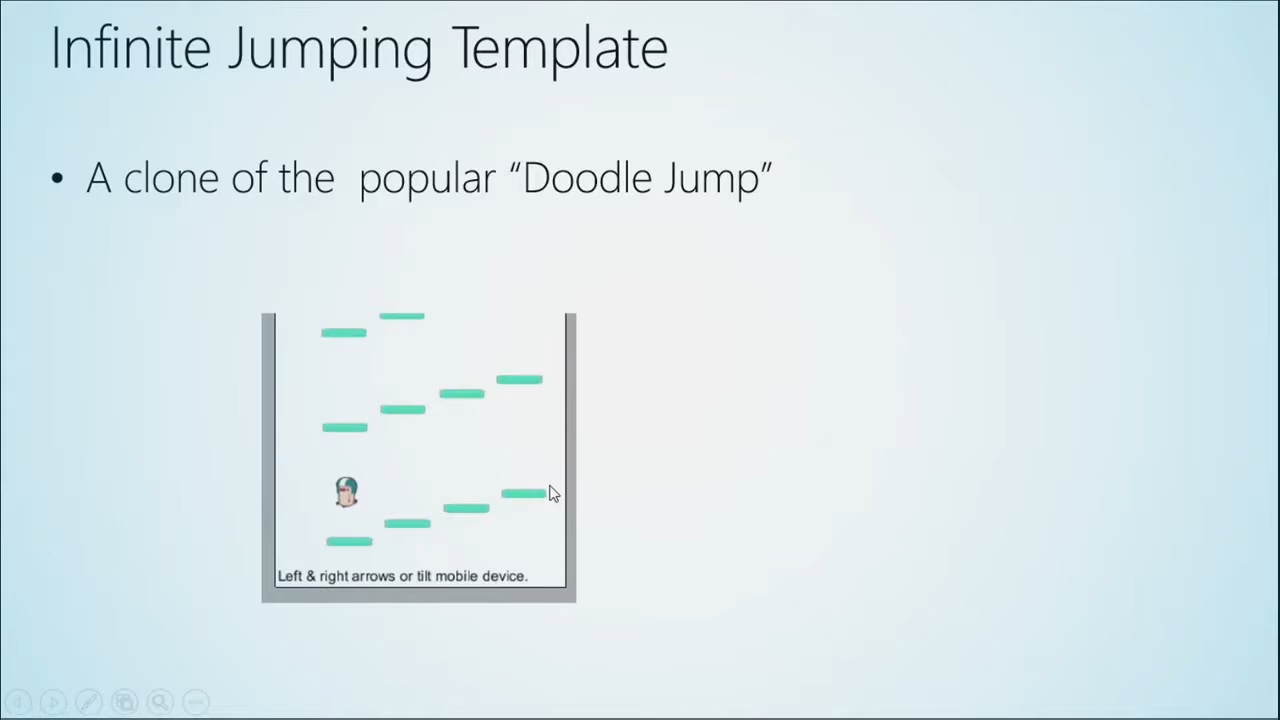 Infinite Jumping Template
• A clone of the  popular “Doodle Jump”
Left & right arrows or tilt mobile device.